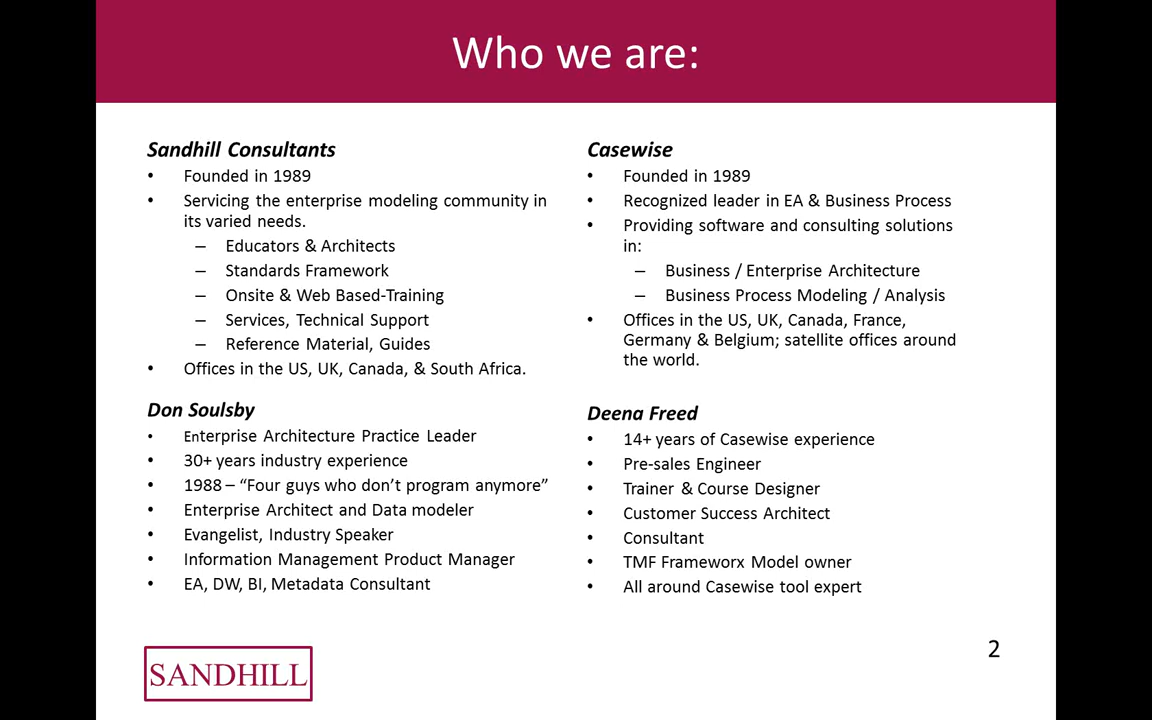 Who we are:
Sandhill Consultants
• Founded in 1989
• Servicing the enterprise modeling community in
its varied needs.
– Educators & Architects
– Standards Framework
– Onsite & Web Based-Training
– Services, Technical Support
– Reference Material, Guides
• Offices in the US, UK, Canada, & South Africa.
Don Soulsby
• Enterprise Architecture Practice Leader
• 30+ years industry experience
• 1988 – “Four guys who don’t program anymore”
• Enterprise Architect and Data modeler
• Evangelist, Industry Speaker
• Information Management Product Manager
• EA, DW, BI, Metadata Consultant
Casewise
• Founded in 1989
• Recognized leader in EA & Business Process
• Providing software and consulting solutions
in:
– Business / Enterprise Architecture
– Business Process Modeling / Analysis
• Offices in the US, UK, Canada, France,
Germany & Belgium; satellite offices around
the world.
Deena Freed
• 14+ years of Casewise experience
• Pre-sales Engineer
• Trainer & Course Designer
• Customer Success Architect
• Consultant
• TMF Frameworx Model owner
• All around Casewise tool expert
SANDHILL
2